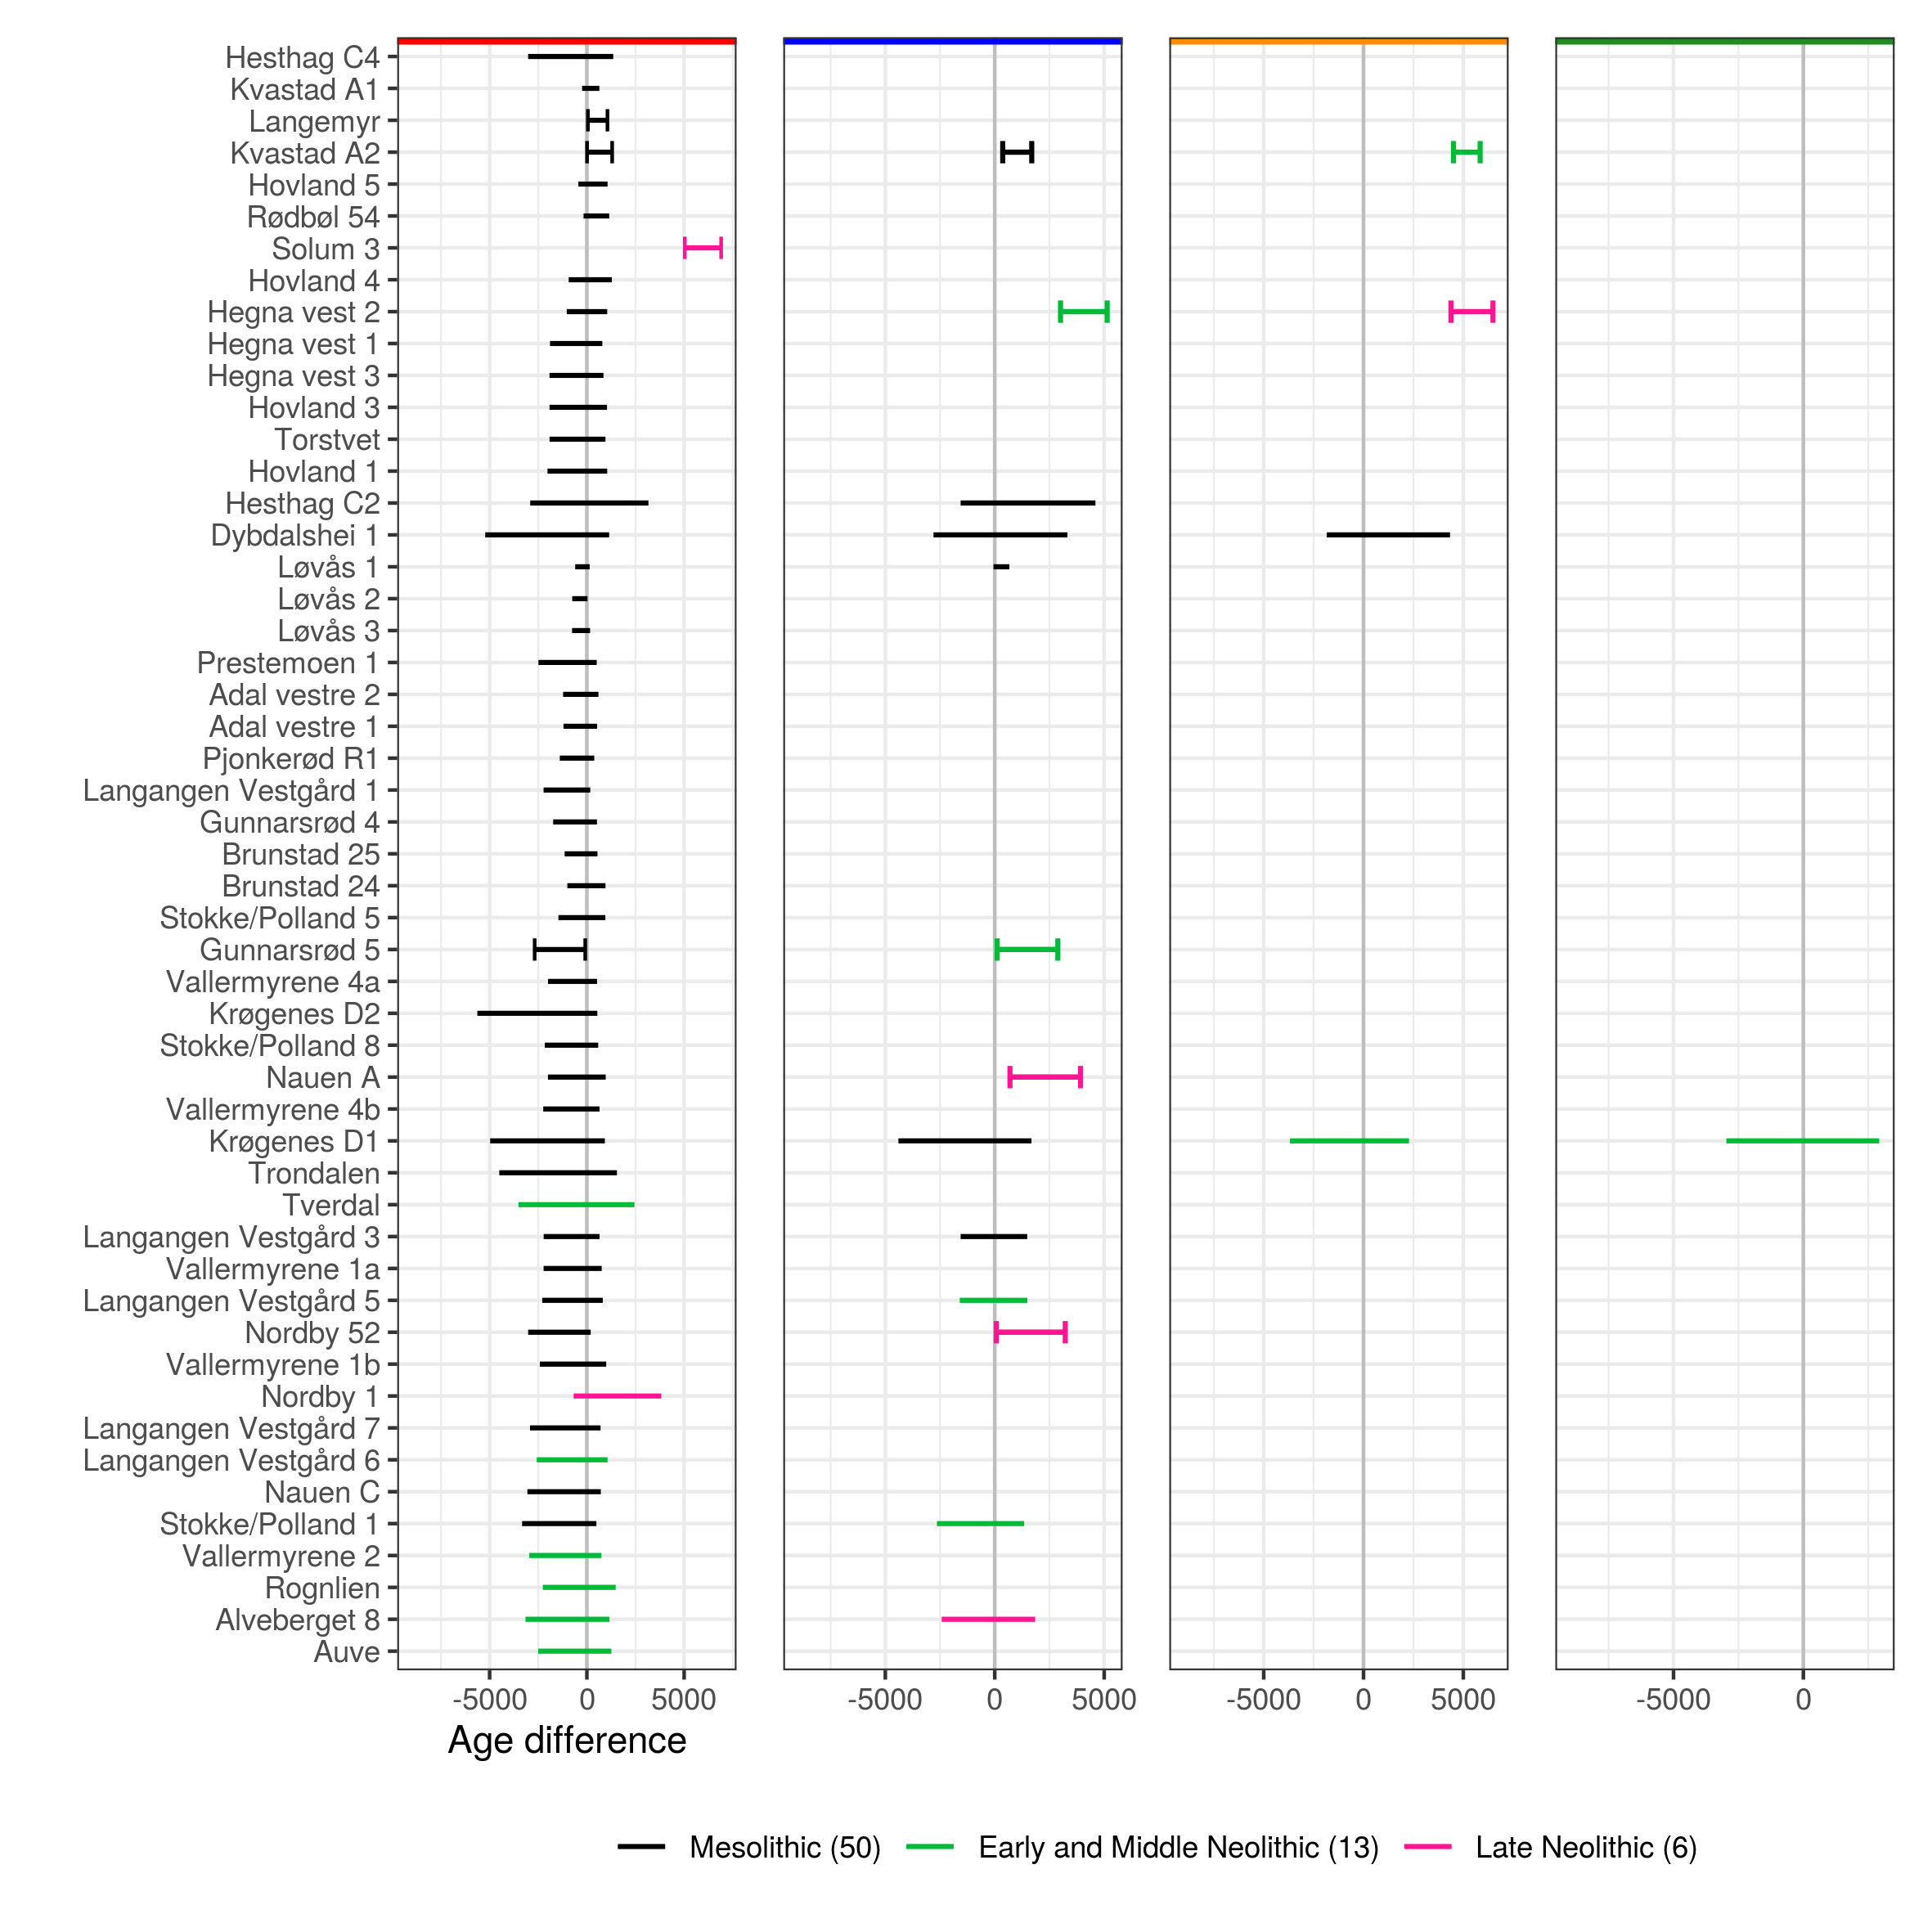 Hesthag C4
Kvastad A1
Langemyr
Kvastad A2
Hovland 5
Rødbøl 54
Solum 3
Hovland 4
Hegna vest 2
Hegna vest 1
Hegna vest 3
Hovland 3
Torstvet
Hovland 1
Hesthag C2
Dybdalshei 1
Løvås 1
Løvås 2
Løvås 3
Prestemoen 1
Adal vestre 2
Adal vestre 1
Pjonkerød R1
Langangen Vestgård 1
Gunnarsrød 4
Brunstad 25
Brunstad 24
Stokke/Polland 5
Gunnarsrød 5
Vallermyrene 4a
Krøgenes D2
Stokke/Polland 8
Nauen A
Vallermyrene 4b
Krøgenes D1
Trondalen
Tverdal
Langangen Vestgård 3
Vallermyrene 1a
Langangen Vestgård 5
Nordby 52
Vallermyrene 1b
Nordby 1
Langangen Vestgård 7
Langangen Vestgård 6
Nauen C
Stokke/Polland 1
Vallermyrene 2
Rognlien
Alveberget 8
Auve
-5000 0 5000 -5000 0 5000 -5000 0 5000 -5000 0
Age difference
Mesolithic (50) Early and Middle Neolithic (13) Late Neolithic (6)